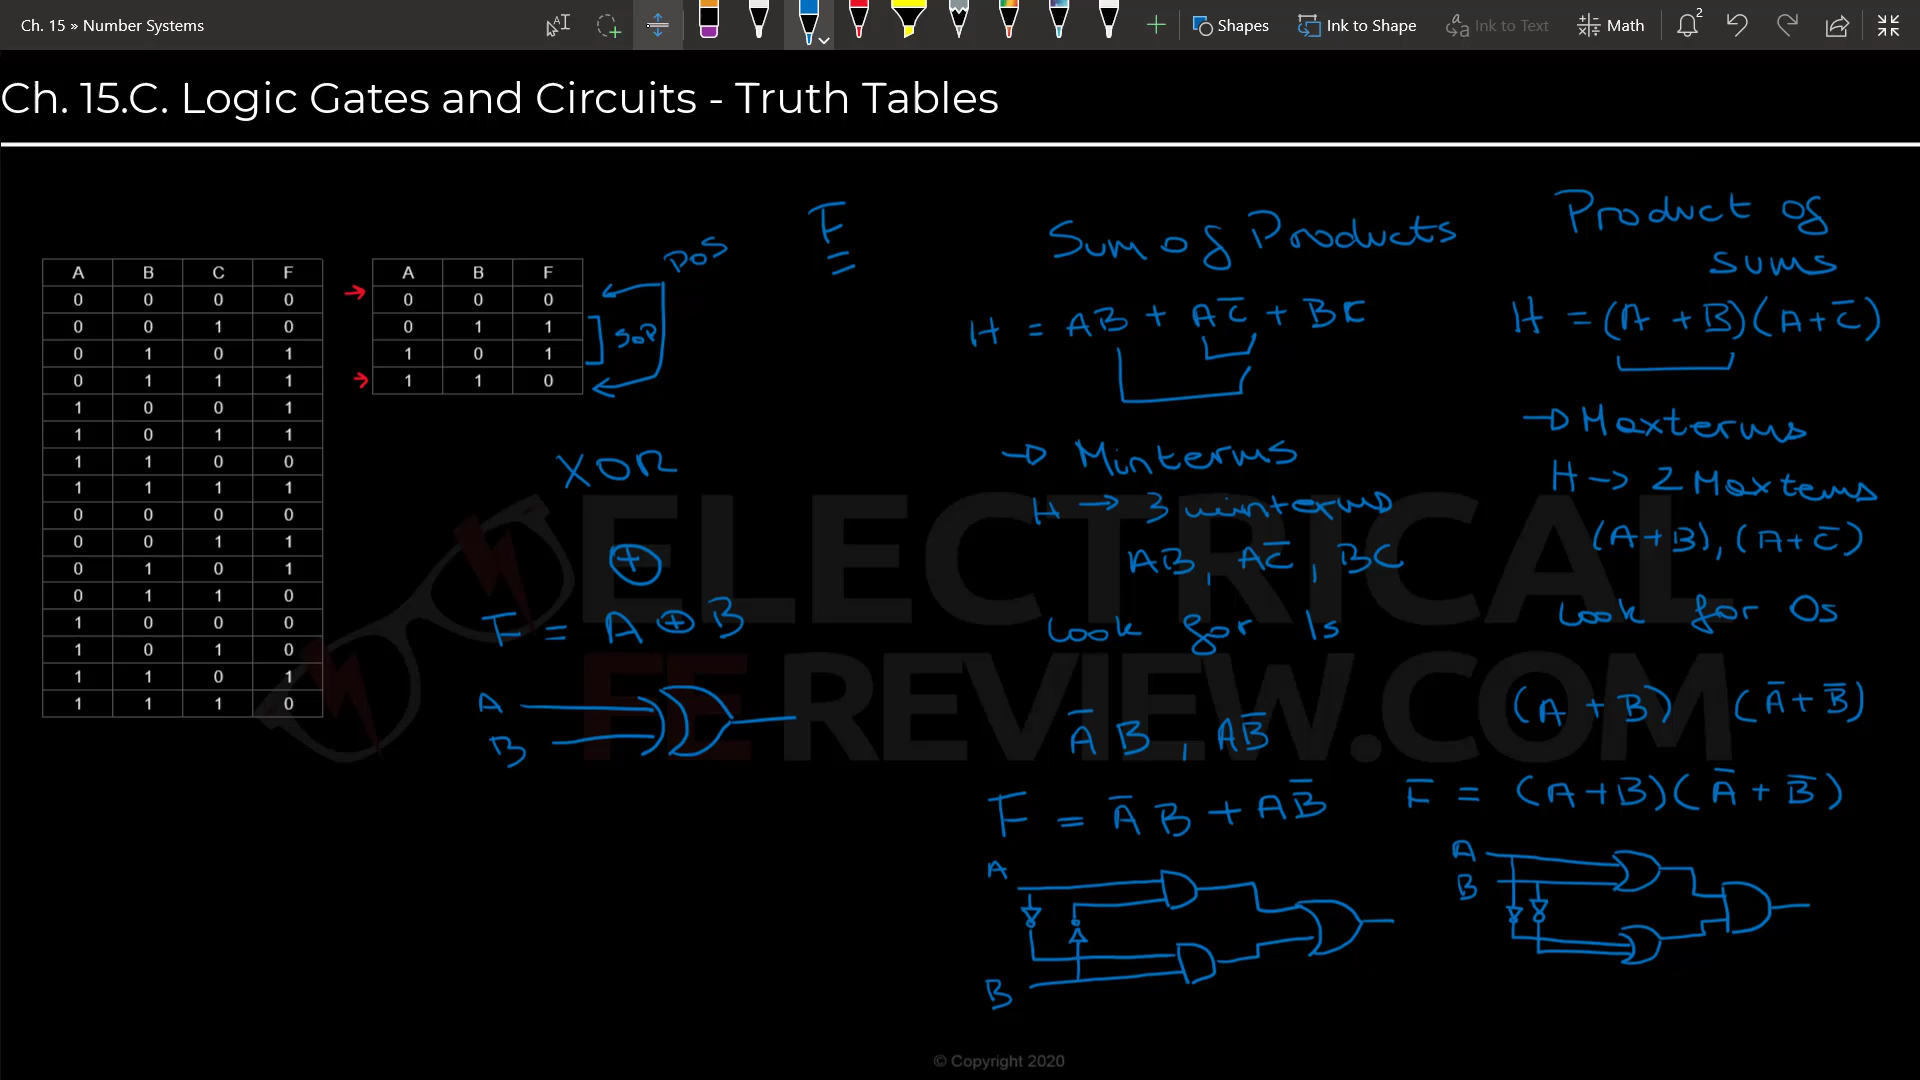 Ch. 15 » Number Systems
Shapes
Ink to Shape
Ink to Text
Math
2
Ch. 15.C. Logic Gates and Circuits - Truth Tables
A B C F
0 0 0 0
0 0 1 0
0 1 0 1
0 1 1 1
1 0 0 1
1 0 1 1
1 1 0 0
1 1 1 1
0 0 0 0
0 0 1 1
0 1 0 1
0 1 1 0
1 0 0 0
1 0 1 0
1 1 0 1
1 1 1 0
A B F
0 0 0
0 1 1
1 0 1
1 1 0
POS
SOP
XOR
⊕
F = A ⊕ B
A
B
F
Sum of Products
H = AB + AC̅ + BC
→ Minterms
H → 3 minterms
AB, AC̅, BC
Look for 1s
A̅B, AB̅
F = A̅B + AB̅
A
B
Product of
sums
H = (A + B)(A + C̅)
→ Maxterms
H → 2 Maxtems
(A+B), (A+C̅)
Look for 0s
(A + B) (A̅ + B̅)
F = (A+B)(A̅ + B̅)
A
B
ELECTRICAL
FE REVIEW.COM
© Copyright 2020